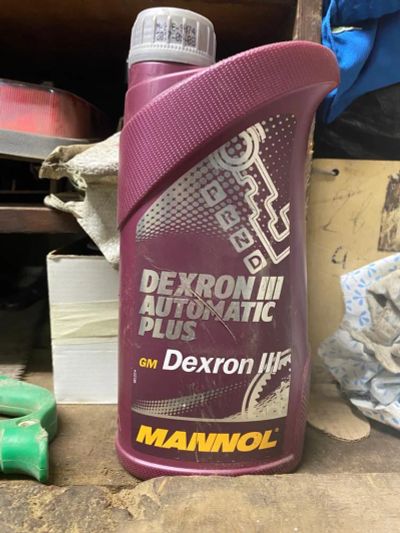 P
R
N
D
DEXRON III
AUTOMATIC
PLUS
GM Dexron III
MANNOL